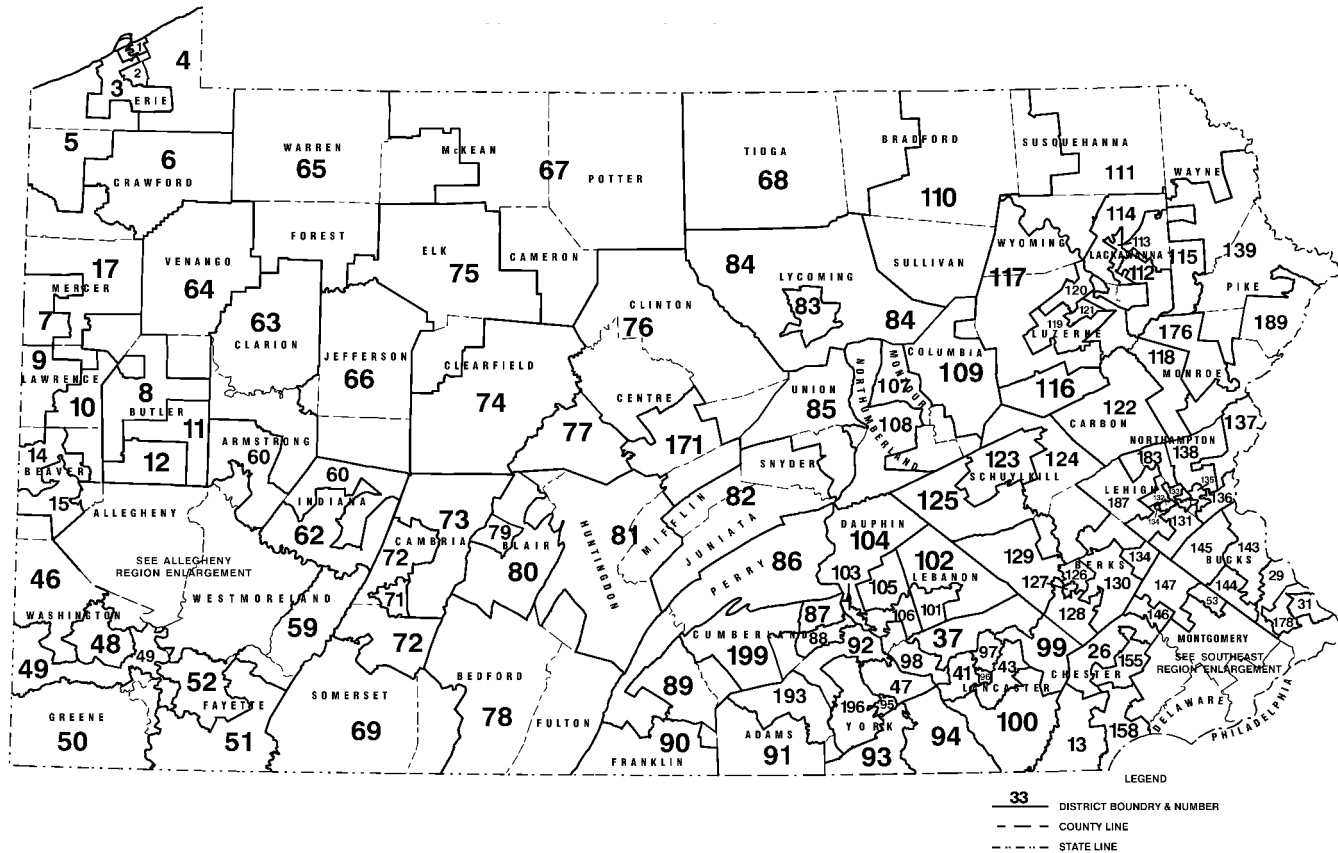 4
1
2
3
ERIE
5
6
CRAWFORD
WARREN
65
McKEAN
67
POTTER
TIOGA
68
BRADFORD
110
SUSQUEHANNA
111
WAYNE
17
MERCER
VENANGO
64
FOREST
ELK
75
CAMERON
84
LYCOMING
83
84
SULLIVAN
WYOMING
117
114
113
LACKAWANNA
112
115
139
PIKE
189
7
9
LAWRENCE
10
8
BUTLER
11
12
63
CLARION
JEFFERSON
66
CLEARFIELD
74
CLINTON
76
CENTRE
77
171
UNION
85
NORTHUMBERLAND
MONTOUR
107
108
COLUMBIA
109
120
121
119
LUZERNE
116
176
118
MONROE
122
CARBON
137
NORTHAMPTON
138
14
BEAVER
15
ARMSTRONG
60
60
INDIANA
62
ALLEGHENY
SEE ALLEGHENY
REGION ENLARGEMENT
WESTMORELAND
59
73
72
CAMBRIA
71
72
79
BLAIR
80
HUNTINGDON
81
MIFFLIN
SNYDER
82
JUNIATA
PERRY
86
DAUPHIN
104
103
105
106
102
LEBANON
101
123
124
SCHUYLKILL
125
183
LEHIGH
187
132
133
135
136
134
131
129
127
BERKS
126
128
130
134
145
143
BUCKS
144
29
31
178
147
53
146
MONTGOMERY
SEE SOUTHEAST
REGION ENLARGEMENT
46
WASHINGTON
48
49
49
GREENE
50
52
FAYETTE
51
SOMERSET
69
BEDFORD
78
FULTON
89
90
FRANKLIN
CUMBERLAND
199
87
88
92
193
ADAMS
91
196
95
YORK
93
47
98
37
41
97
96
43
LANCASTER
99
100
94
26
155
CHESTER
13
158
DELAWARE
PHILADELPHIA
LEGEND
33 DISTRICT BOUNDRY & NUMBER
COUNTY LINE
STATE LINE